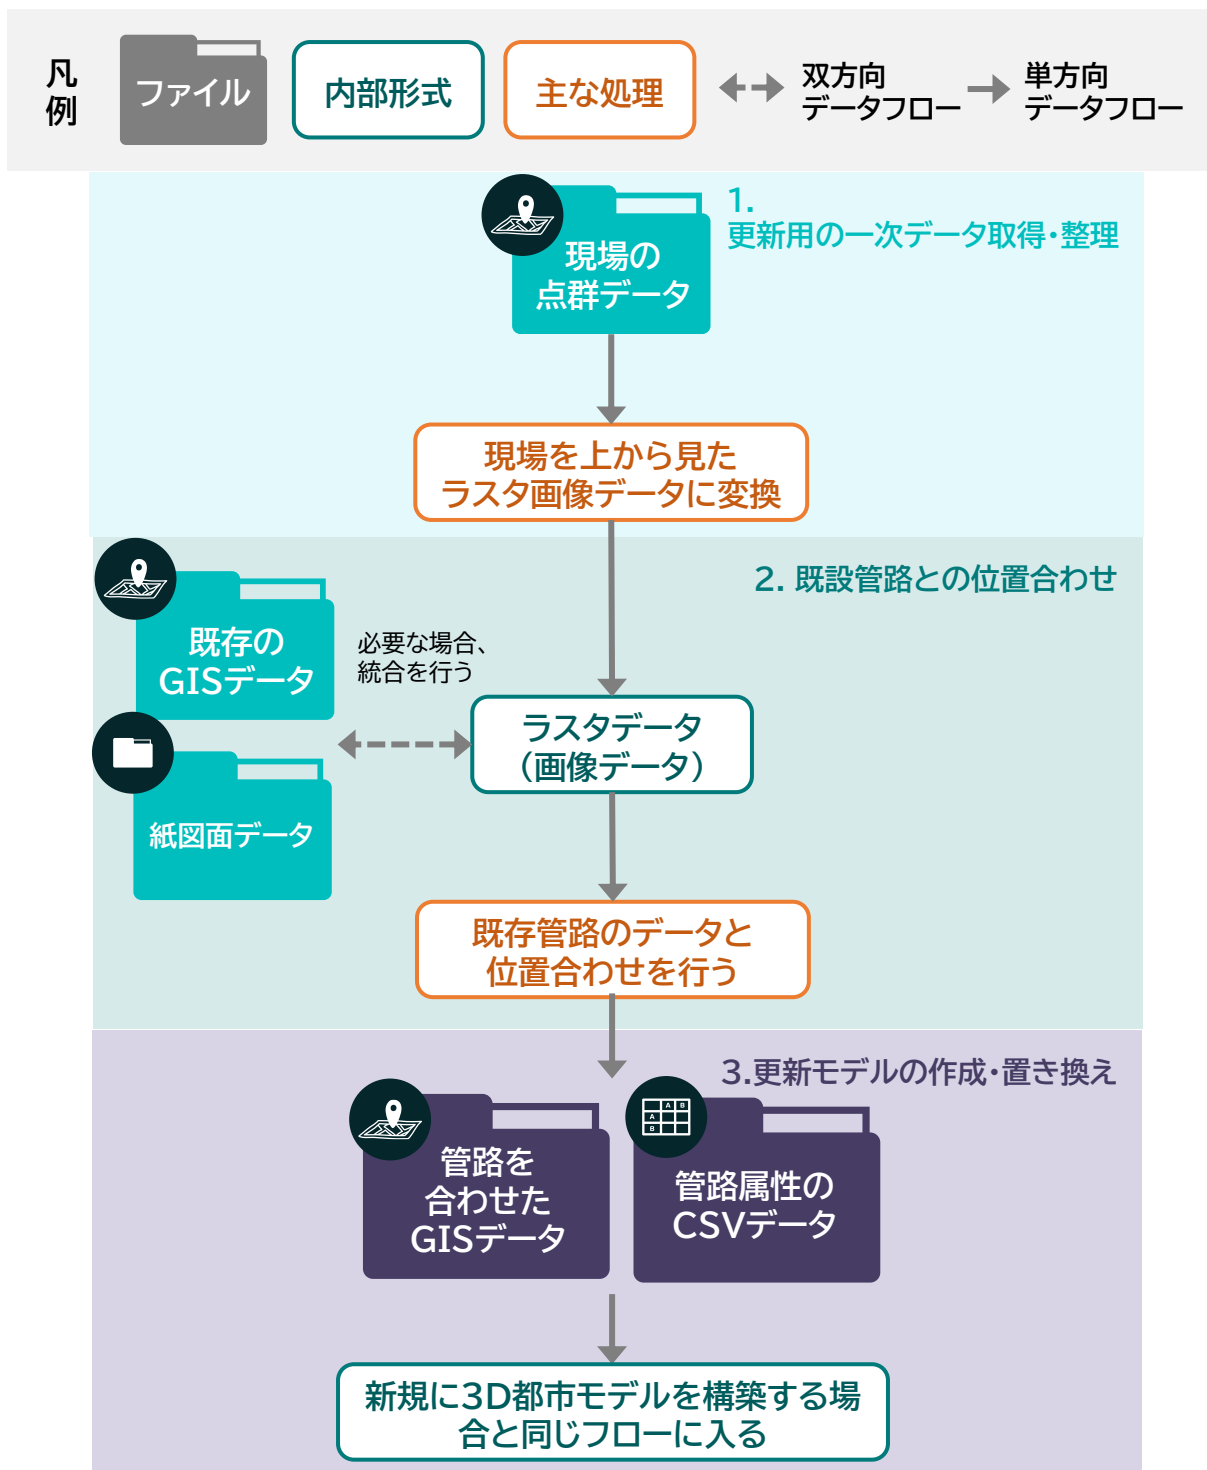 凡
例
ファイル
内部形式
主な処理
双方向
データフロー
単方向
データフロー
1.
更新用の一次データ取得・整理
現場の
点群データ
現場を上から見た
ラスタ画像データに変換
2. 既設管路との位置合わせ
既存の
GISデータ
必要な場合、
統合を行う
ラスタデータ
（画像データ）
紙図面データ
既存管路のデータと
位置合わせを行う
3.更新モデルの作成・置き換え
A B
A
B
管路を
合わせた
GISデータ
管路属性の
CSVデータ
新規に3D都市モデルを構築する場
合と同じフローに入る